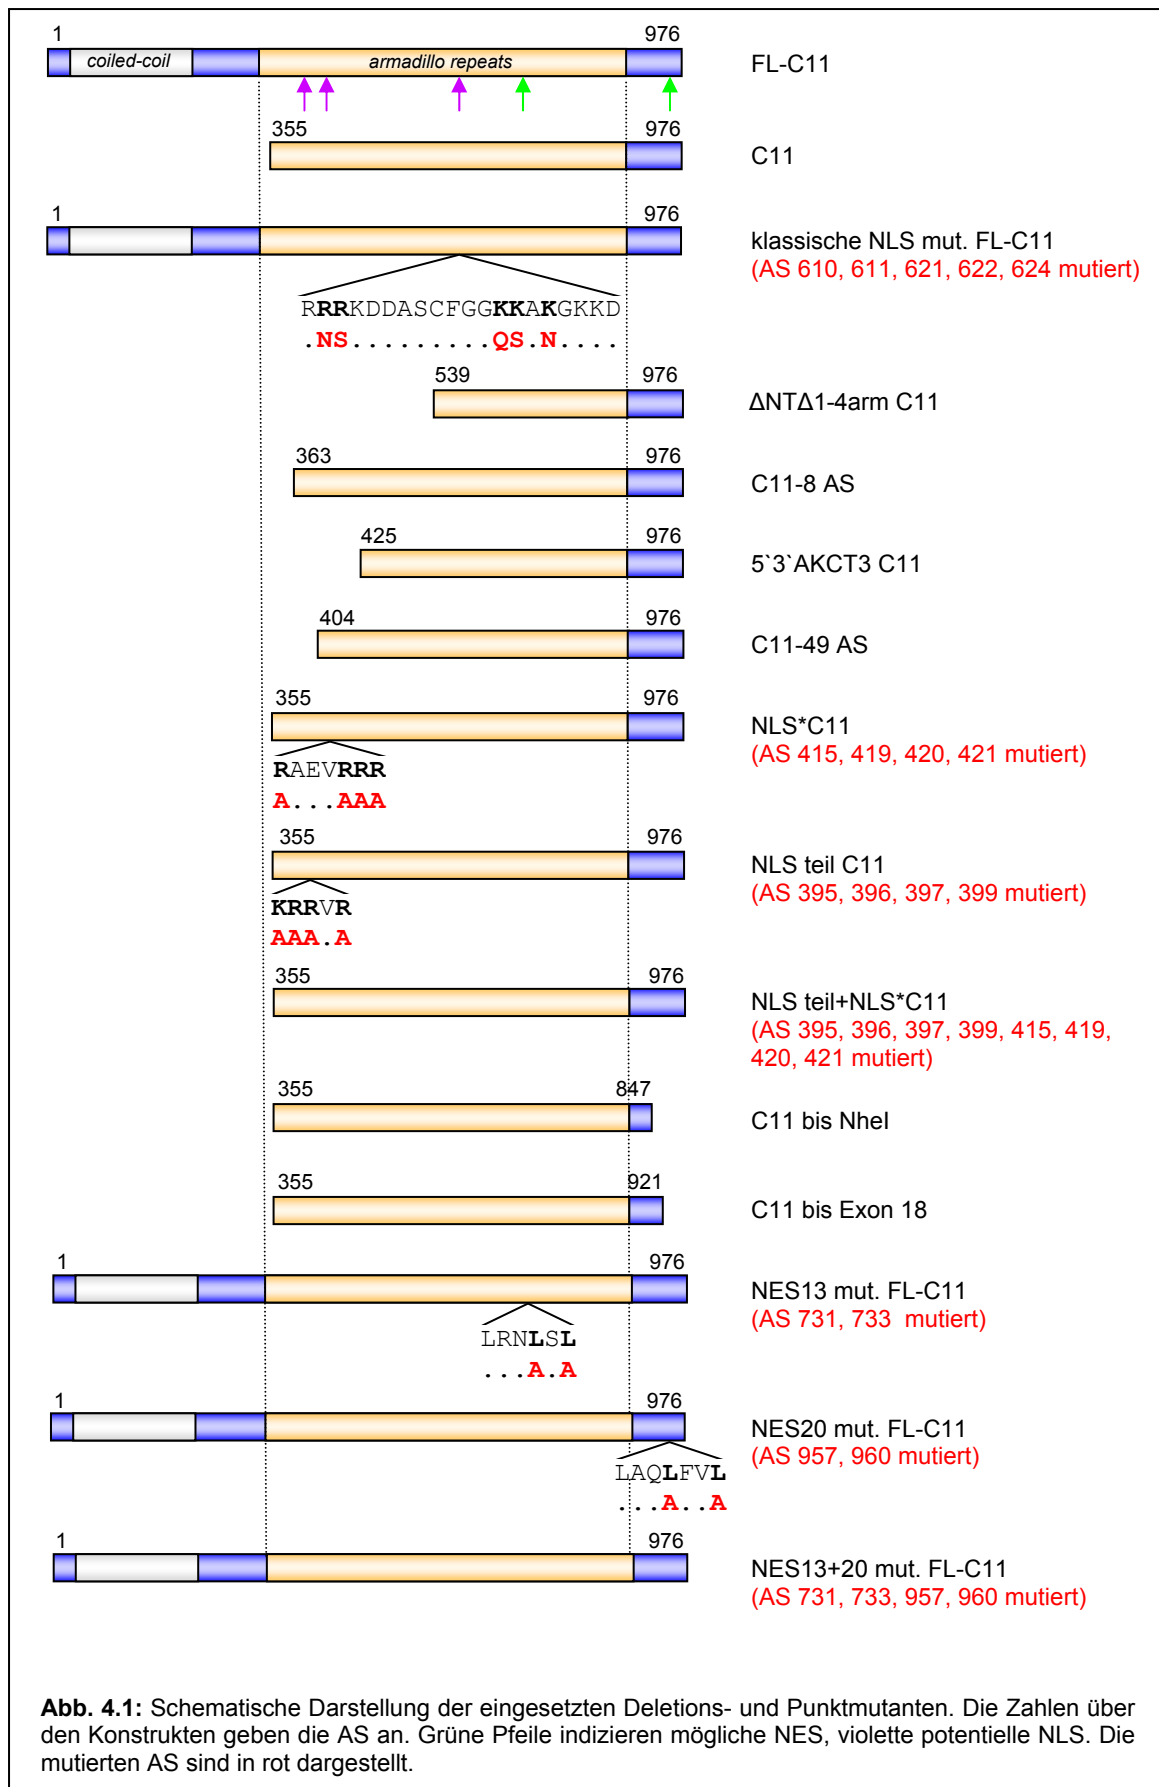 1 976
coiled-coil armadillo repeats FL-C11
355 976
C11
1 976
klassische NLS mut. FL-C11
(AS 610, 611, 621, 622, 624 mutiert)
RRRKDDASCFGGKKAKGKKD
.NS.........QS.N....
539 976
ΔNTΔ1-4arm C11
363 976
C11-8 AS
425 976
5`3`AKCT3 C11
404 976
C11-49 AS
355 976
NLS*C11
(AS 415, 419, 420, 421 mutiert)
RAEVRRR
A...AAA
355 976
NLS teil C11
(AS 395, 396, 397, 399 mutiert)
KRRVR
AAA.A
355 976
NLS teil+NLS*C11
(AS 395, 396, 397, 399, 415, 419,
420, 421 mutiert)
355 847
C11 bis NheI
355 921
C11 bis Exon 18
1 976
NES13 mut. FL-C11
(AS 731, 733 mutiert)
LRNLSL
...A.A
1 976
NES20 mut. FL-C11
(AS 957, 960 mutiert)
LAQLFVL
...A..A
1 976
NES13+20 mut. FL-C11
(AS 731, 733, 957, 960 mutiert)
Abb. 4.1: Schematische Darstellung der eingesetzten Deletions- und Punktmutanten. Die Zahlen über
den Konstrukten geben die AS an. Grüne Pfeile indizieren mögliche NES, violette potentielle NLS. Die
mutierten AS sind in rot dargestellt.